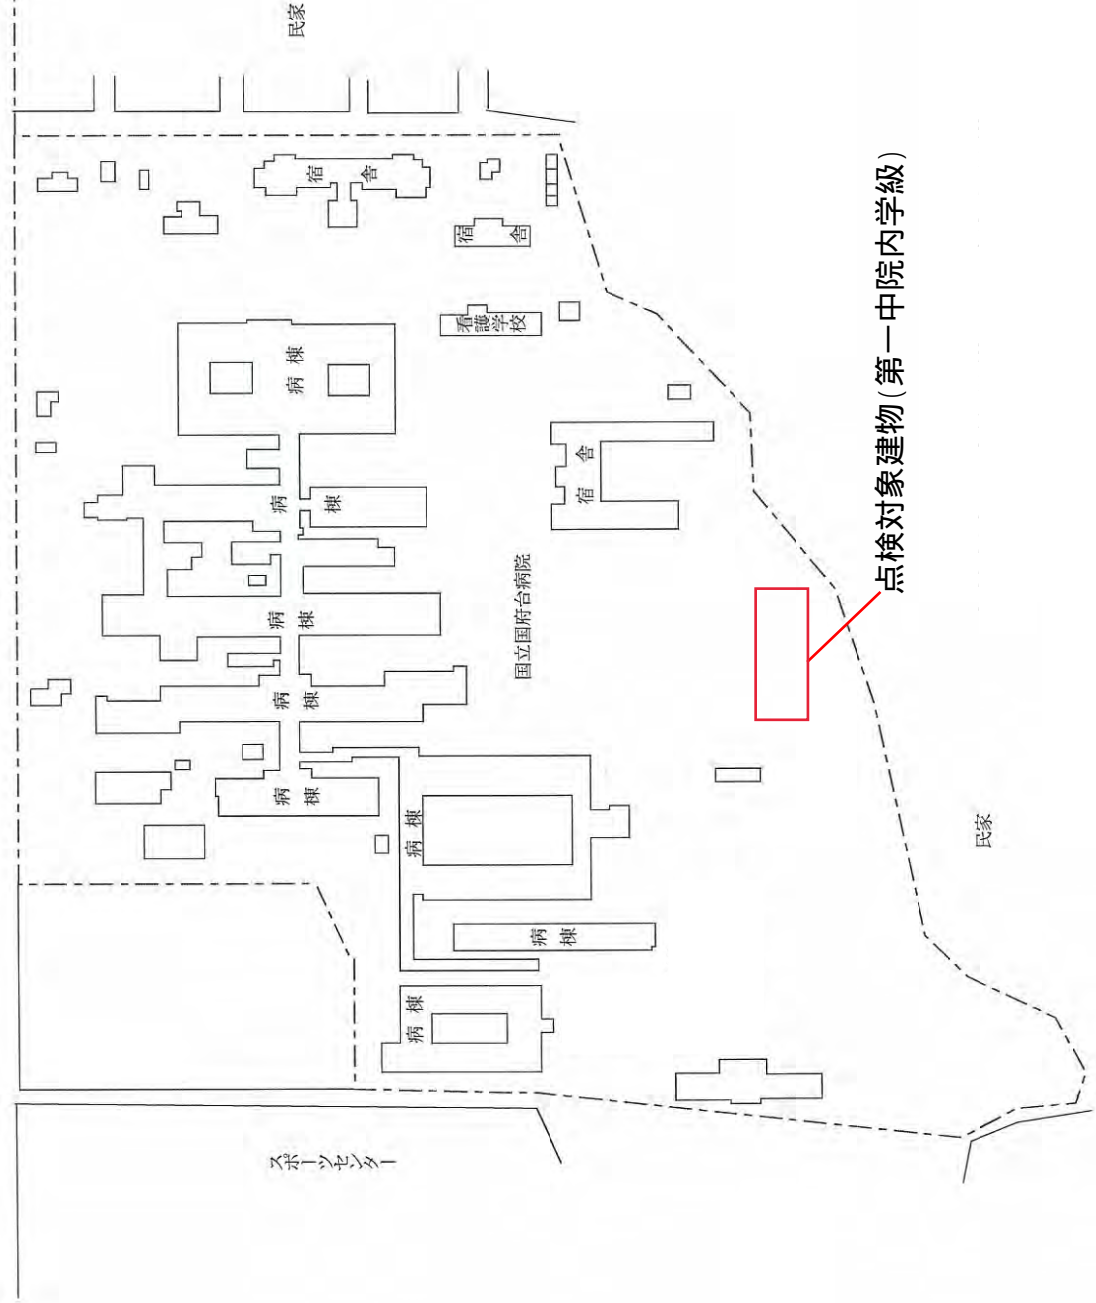 スポーツセンター
病棟
病棟
病棟
病棟
病棟
宿舎
民家
病棟
病棟
看護学校
宿舎
国立国府台病院
病棟
宿舎
点検対象建物(第一中院内学級)
民家